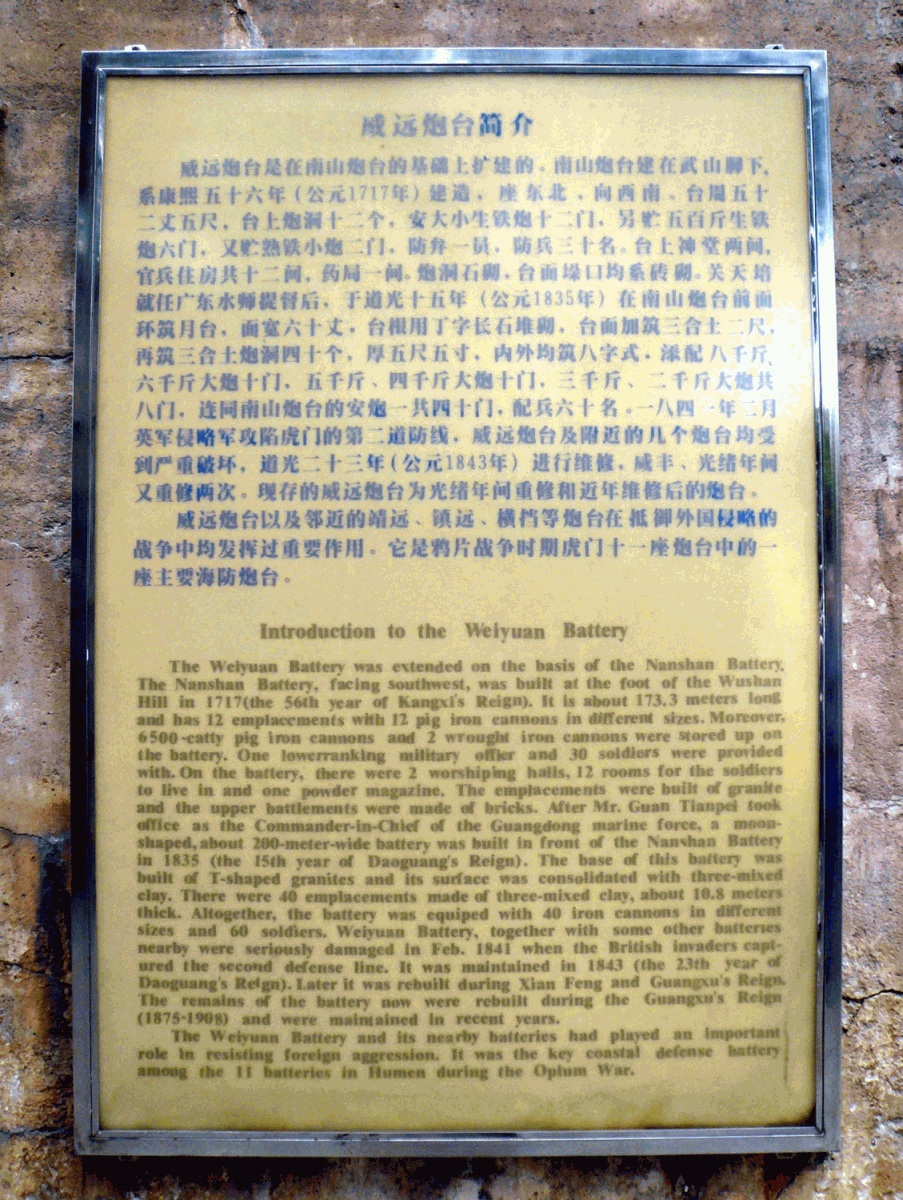 威远炮台简介
威远炮台是在南山炮台的基础上扩建的。南山炮台建在武山脚下,
系康熙五十六年(公元1717年)建造,座东北,向西南。台周五十
二丈五尺,台上炮洞十二个,安大小生铁炮十二门,另贮五百斤生铁
炮六门,又贮熟铁小炮二门,防弁一员,防兵三十名。台上神堂两间,
官兵住房共十二间,药局一间。炮洞石砌,台面垛口均系砖砌。关天培
就任广东水师提督后,于道光十五年(公元1835年)在南山炮台前面
环筑月台,面宽六十丈,台根用丁字长石堆砌,台面加筑三合土二尺,
再筑三合土炮洞四十个,厚五尺五寸,内外均筑八字式,添配八千斤、
六千斤大炮十门,五千斤、四千斤大炮十门,三千斤、二千斤大炮共
八门,连同南山炮台的安炮一共四十门,配兵六十名。一八四一年二月
英军侵略军攻陷虎门的第二道防线,威远炮台及附近的几个炮台均受
到严重破坏,道光二十三年(公元1843年)进行维修,咸丰、光绪年间
又重修两次。现存的威远炮台为光绪年间重修和近年维修后的炮台。
威远炮台以及邻近的靖远、镇远、横挡等炮台在抵御外国侵略的
战争中均发挥过重要作用。它是鸦片战争时期虎门十一座炮台中的一
座主要海防炮台。
Introduction to the Weiyuan Battery
The Weiyuan Battery was extended on the basis of the Nanshan Battery.
The Nanshan Battery, facing southwest, was built at the foot of the Wushan
Hill in 1717(the 56th year of Kangxi's Reign). It is about 173.3 meters long
and has 12 emplacements with 12 pig iron cannons in different sizes. Moreover,
6500-catty pig iron cannons and 2 wrought iron cannons were stored up on
the battery. One lowerranking military offier and 30 soldiers were provided
with. On the battery, there were 2 worshiping halls, 12 rooms for the soldiers
to live in and one powder magazine. The emplacements were built of granite
and the upper battlements were made of bricks. After Mr. Guan Tianpei took
office as the Commander-in-Chief of the Guangdong marine force, a moon-
shaped, about 200-meter-wide battery was built in front of the Nanshan Battery
in 1835 (the 15th year of Daoguang's Reign). The base of this battery was
built of T-shaped granites and its surface was consolidated with three-mixed
clay. There were 40 emplacements made of three-mixed clay, about 10.8 meters
thick. Altogether, the battery was equiped with 40 iron cannons in different
sizes and 60 soldiers. Weiyuan Battery, together with some other batteries
nearby were seriously damaged in Feb. 1841 when the British invaders capt-
ured the second defense line. It was maintained in 1843 (the 23th year of
Daoguang's Reign). Later it was rebuilt during Xian Feng and Guangxu's Reign.
The remains of the battery now were rebuilt during the Guangxu's Reign
(1875-1908) and were maintained in recent years.
The Weiyuan Battery and its nearby batteries had played an important
role in resisting foreign aggression. It was the key coastal defense battery
among the 11 batteries in Humen during the Opium War.